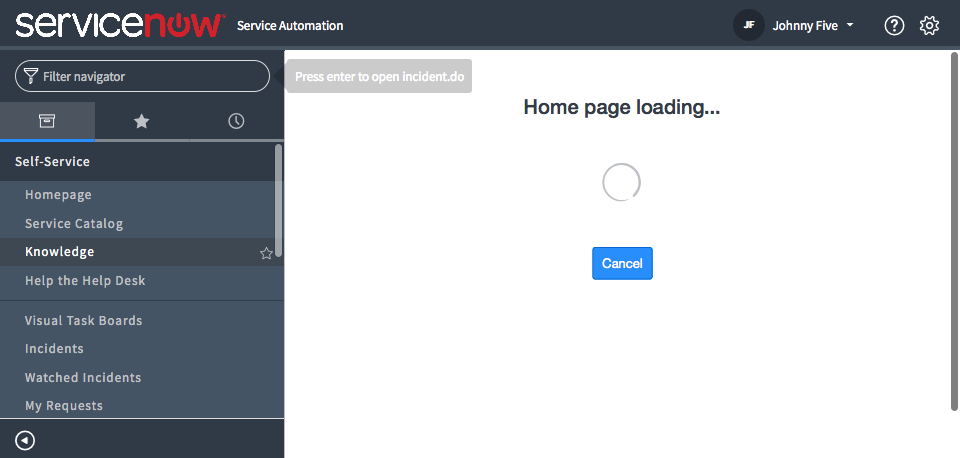 servicenow Service Automation
JF Johnny Five
Filter navigator
Press enter to open incident.do
Self-Service
Homepage
Service Catalog
Knowledge
Help the Help Desk
Visual Task Boards
Incidents
Watched Incidents
My Requests
Home page loading...
Cancel